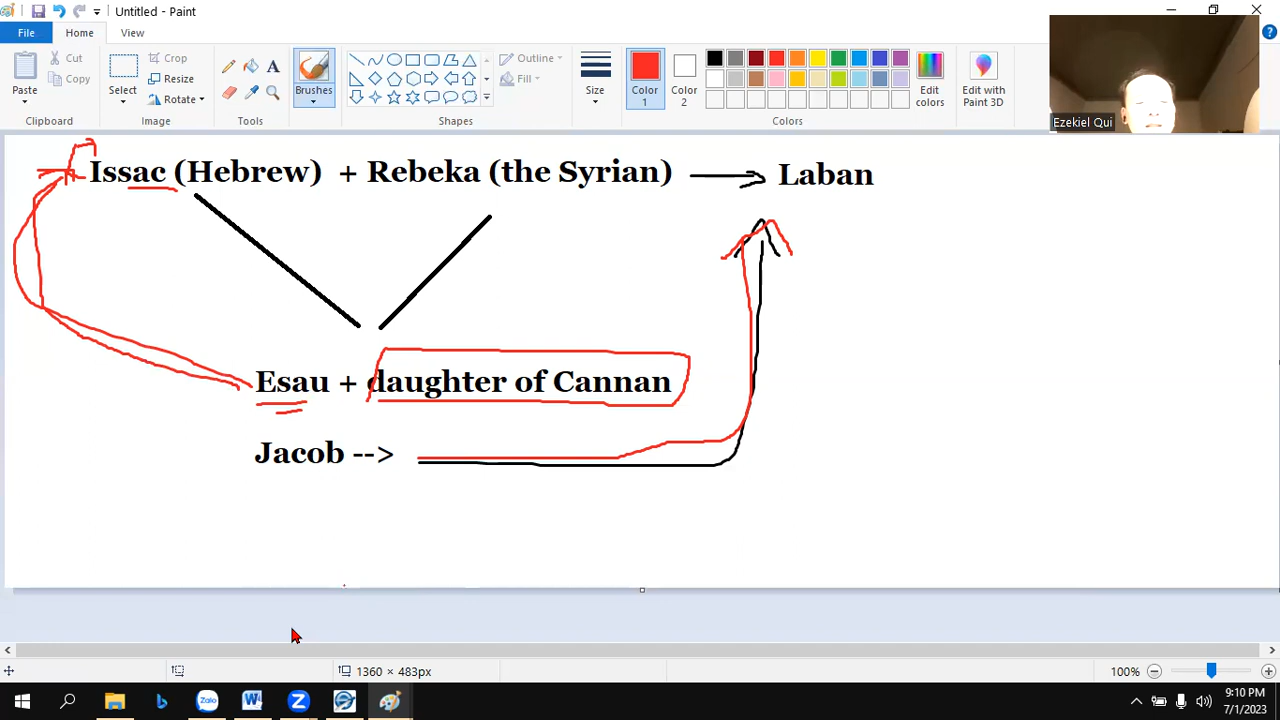 Untitled - Paint
File Home View
Paste
Cut
Copy
Clipboard
Select
Crop
Resize
Rotate
Image
A
Tools
Brushes
Outline
Fill
Shapes
Size
Color 1
Color 2
Edit colors
Edit with Paint 3D
Colors
Ezekiel Qui
Issac (Hebrew) + Rebeka (the Syrian) Laban
Esau + daughter of Cannan
Jacob -->
1360 × 483px
100%
Zalo
9:10 PM
7/1/2023